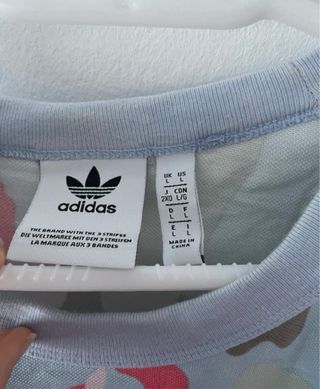 adidas
THE BRAND WITH THE 3 STRIPES
DIE WELTMARKE MIT DEN 3 STREIFEN
LA MARQUE AUX 3 BANDES
UK US
L L
J CDN
2XO L/G
D F
L L
E I
L L
MADE IN
CHINA